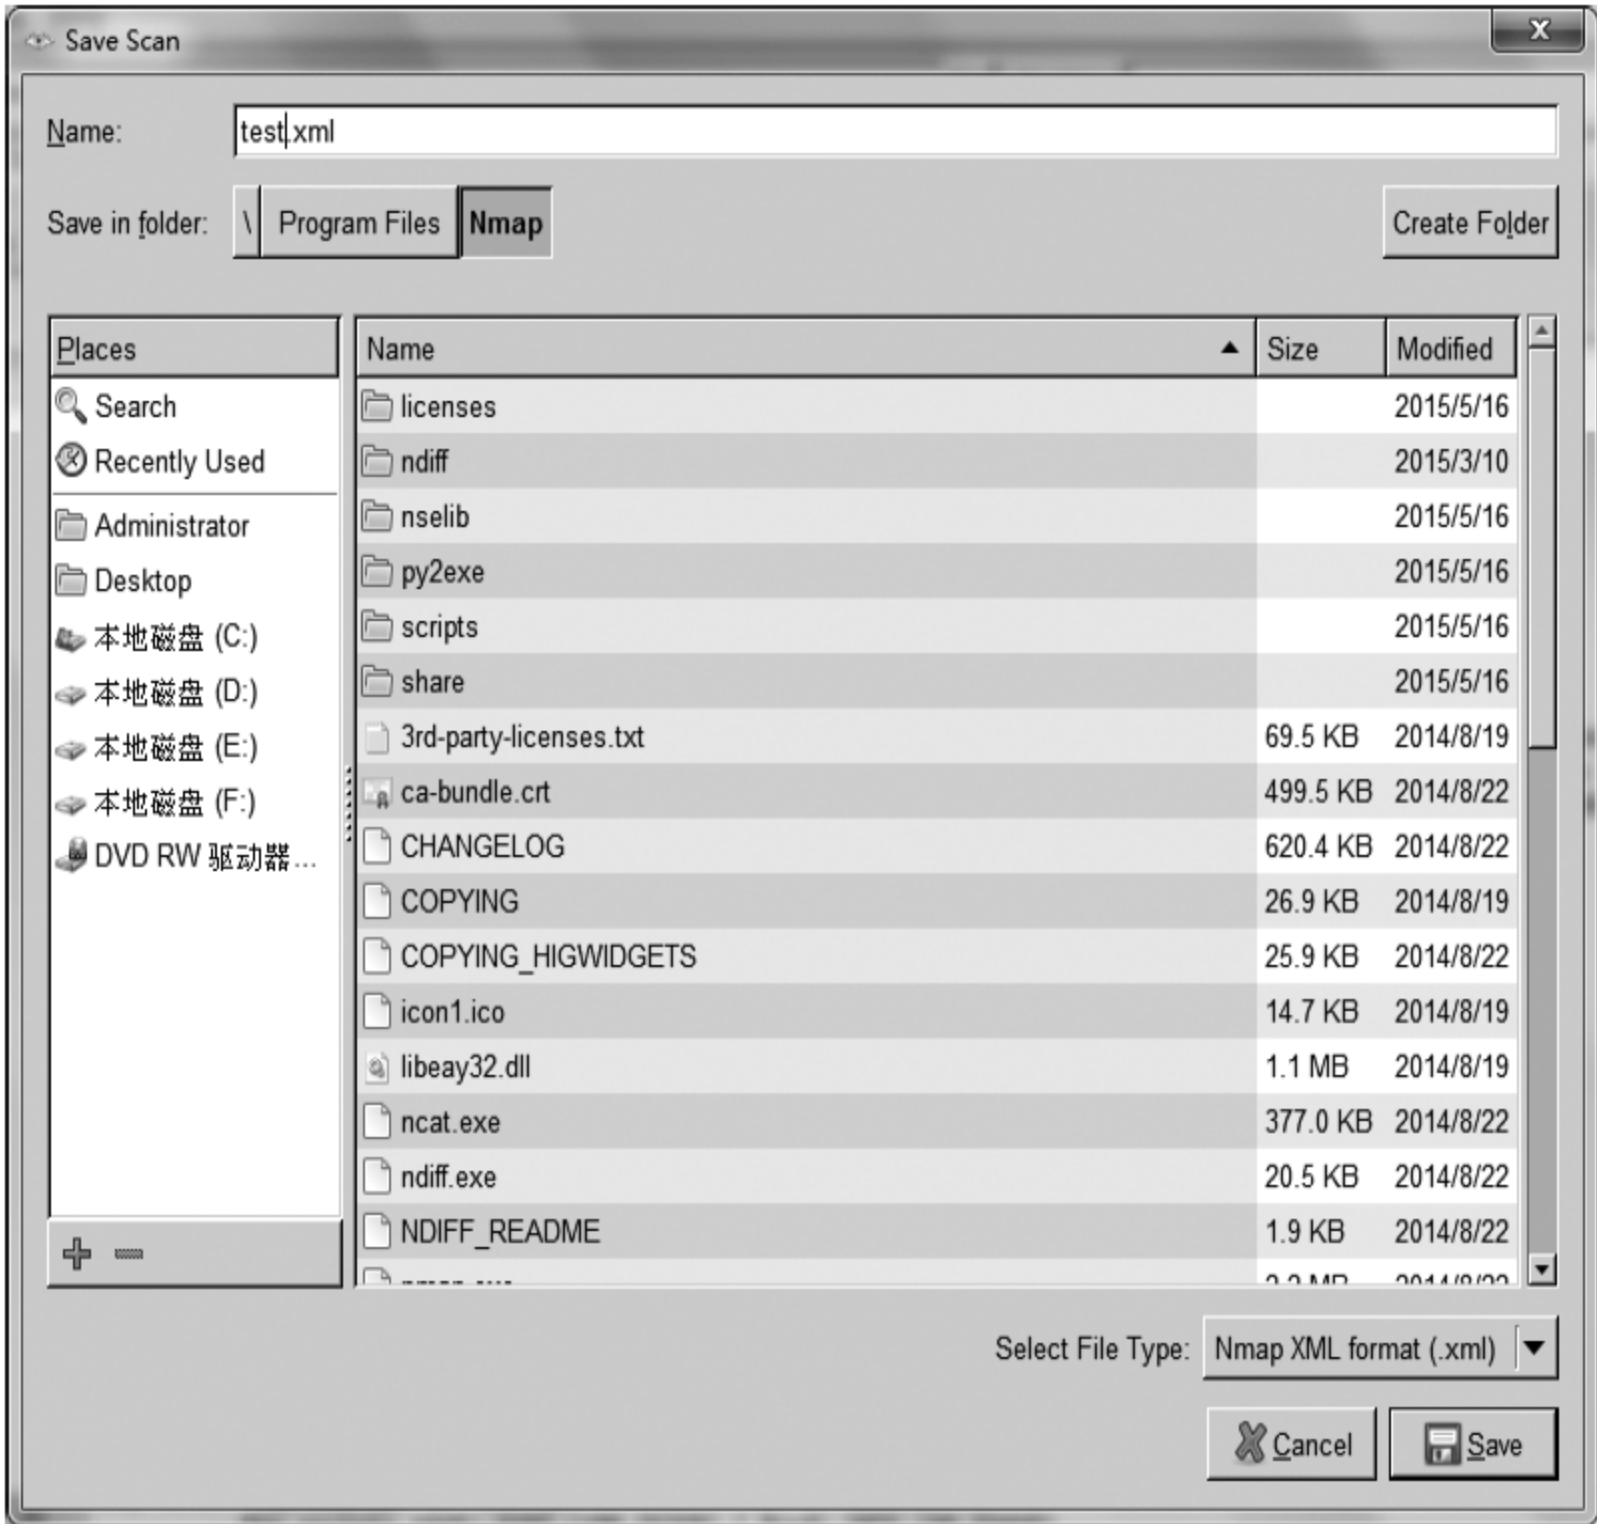 Save Scan
X
Name: test.xml
Save in folder: \ Program Files Nmap Create Folder
Places
Search
Recently Used
Administrator
Desktop
本地磁盘 (C:)
本地磁盘 (D:)
本地磁盘 (E:)
本地磁盘 (F:)
DVD RW 驱动器...
Name Size Modified
licenses 2015/5/16
ndiff 2015/3/10
nselib 2015/5/16
py2exe 2015/5/16
scripts 2015/5/16
share 2015/5/16
3rd-party-licenses.txt 69.5 KB 2014/8/19
ca-bundle.crt 499.5 KB 2014/8/22
CHANGELOG 620.4 KB 2014/8/22
COPYING 26.9 KB 2014/8/19
COPYING_HIGWIDGETS 25.9 KB 2014/8/22
icon1.ico 14.7 KB 2014/8/19
libeay32.dll 1.1 MB 2014/8/19
ncat.exe 377.0 KB 2014/8/22
ndiff.exe 20.5 KB 2014/8/22
NDIFF_README 1.9 KB 2014/8/22
Select File Type: Nmap XML format (.xml)
Cancel Save